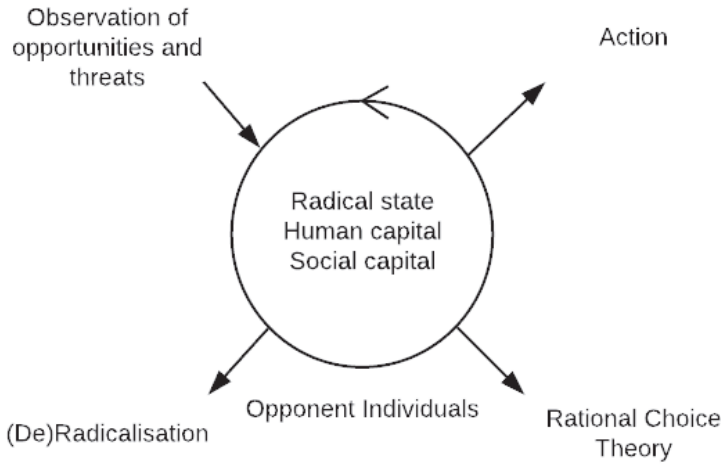 Observation of
opportunities and
threats
Action
Radical state
Human capital
Social capital
(De)Radicalisation
Opponent Individuals
Rational Choice
Theory